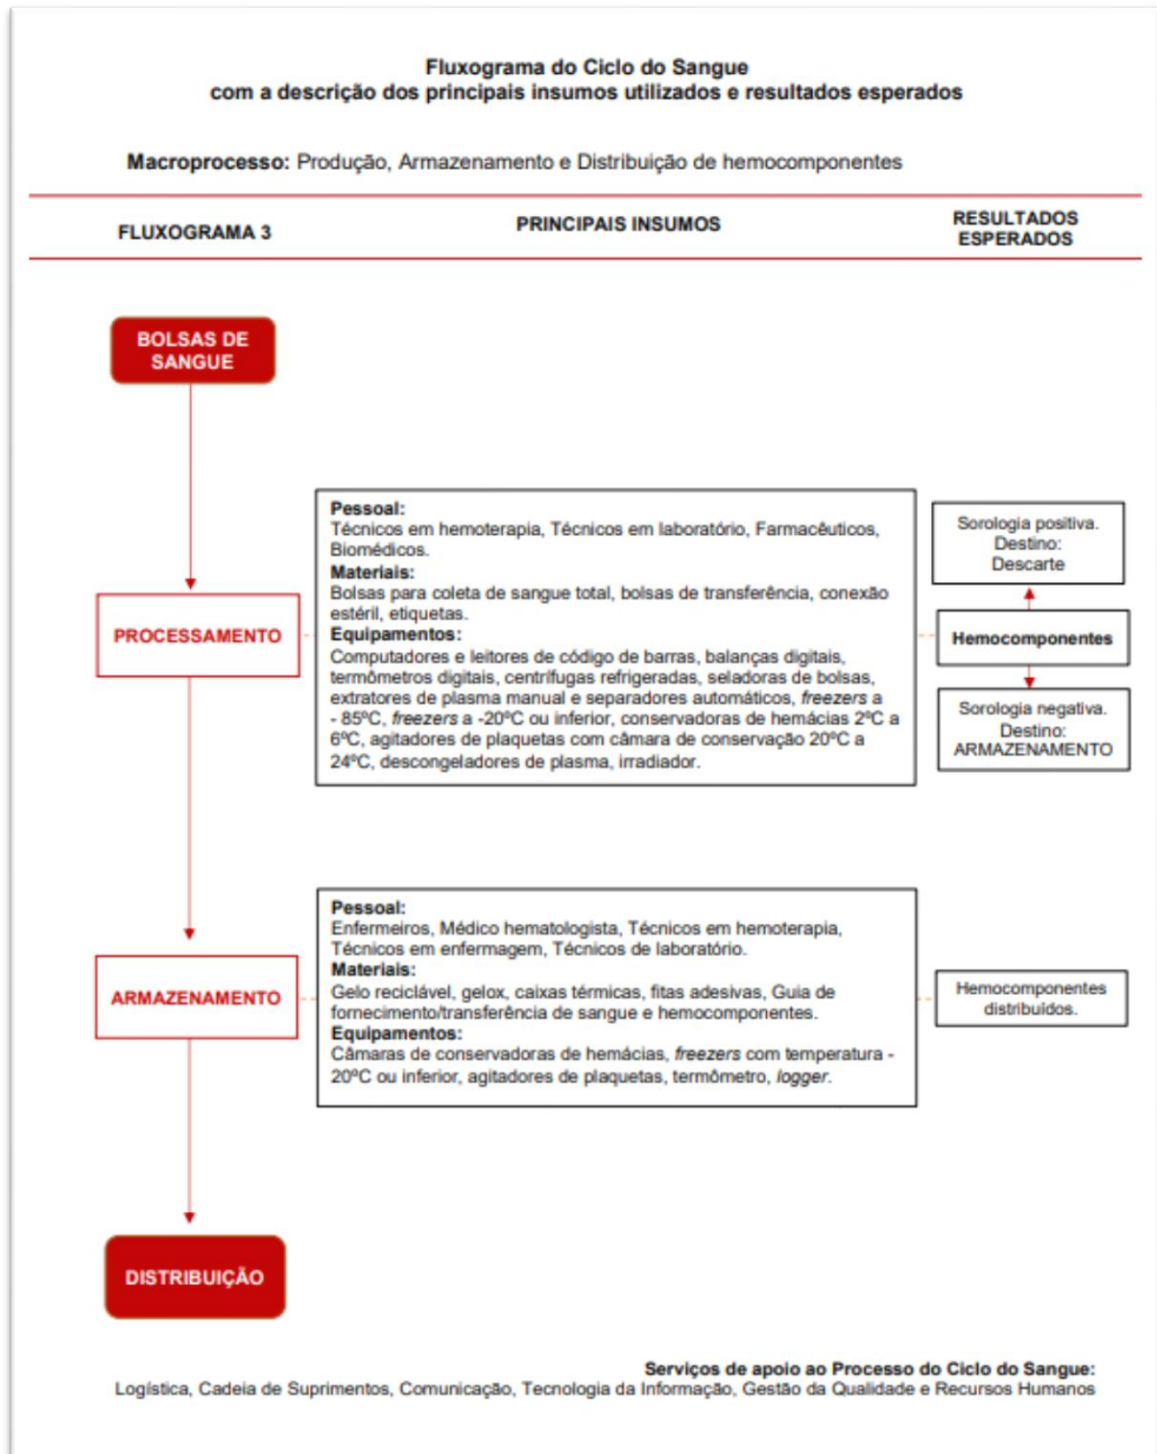 Fluxograma do Ciclo do Sangue
com a descrição dos principais insumos utilizados e resultados esperados
Macroprocesso: Produção, Armazenamento e Distribuição de hemocomponentes
FLUXOGRAMA 3
PRINCIPAIS INSUMOS
RESULTADOS
ESPERADOS
BOLSAS DE
SANGUE
PROCESSAMENTO
Pessoal:
Técnicos em hemoterapia, Técnicos em laboratório, Farmacêuticos,
Biomédicos.
Materiais:
Bolsas para coleta de sangue total, bolsas de transferência, conexão
estéril, etiquetas.
Equipamentos:
Computadores e leitores de código de barras, balanças digitais,
termômetros digitais, centrífugas refrigeradas, seladoras de bolsas,
extratores de plasma manual e separadores automáticos, freezers a
- 85ºC, freezers a -20ºC ou inferior, conservadoras de hemácias 2ºC a
6ºC, agitadores de plaquetas com câmara de conservação 20ºC a
24ºC, descongeladores de plasma, irradiador.
Sorologia positiva.
Destino:
Descarte
Hemocomponentes
Sorologia negativa.
Destino:
ARMAZENAMENTO
ARMAZENAMENTO
Pessoal:
Enfermeiros, Médico hematologista, Técnicos em hemoterapia,
Técnicos em enfermagem, Técnicos de laboratório.
Materiais:
Gelo reciclável, gelox, caixas térmicas, fitas adesivas, Guia de
fornecimento/transferência de sangue e hemocomponentes.
Equipamentos:
Câmaras de conservadoras de hemácias, freezers com temperatura -
20ºC ou inferior, agitadores de plaquetas, termômetro, logger.
Hemocomponentes
distribuídos.
DISTRIBUIÇÃO
Serviços de apoio ao Processo do Ciclo do Sangue:
Logística, Cadeia de Suprimentos, Comunicação, Tecnologia da Informação, Gestão da Qualidade e Recursos Humanos